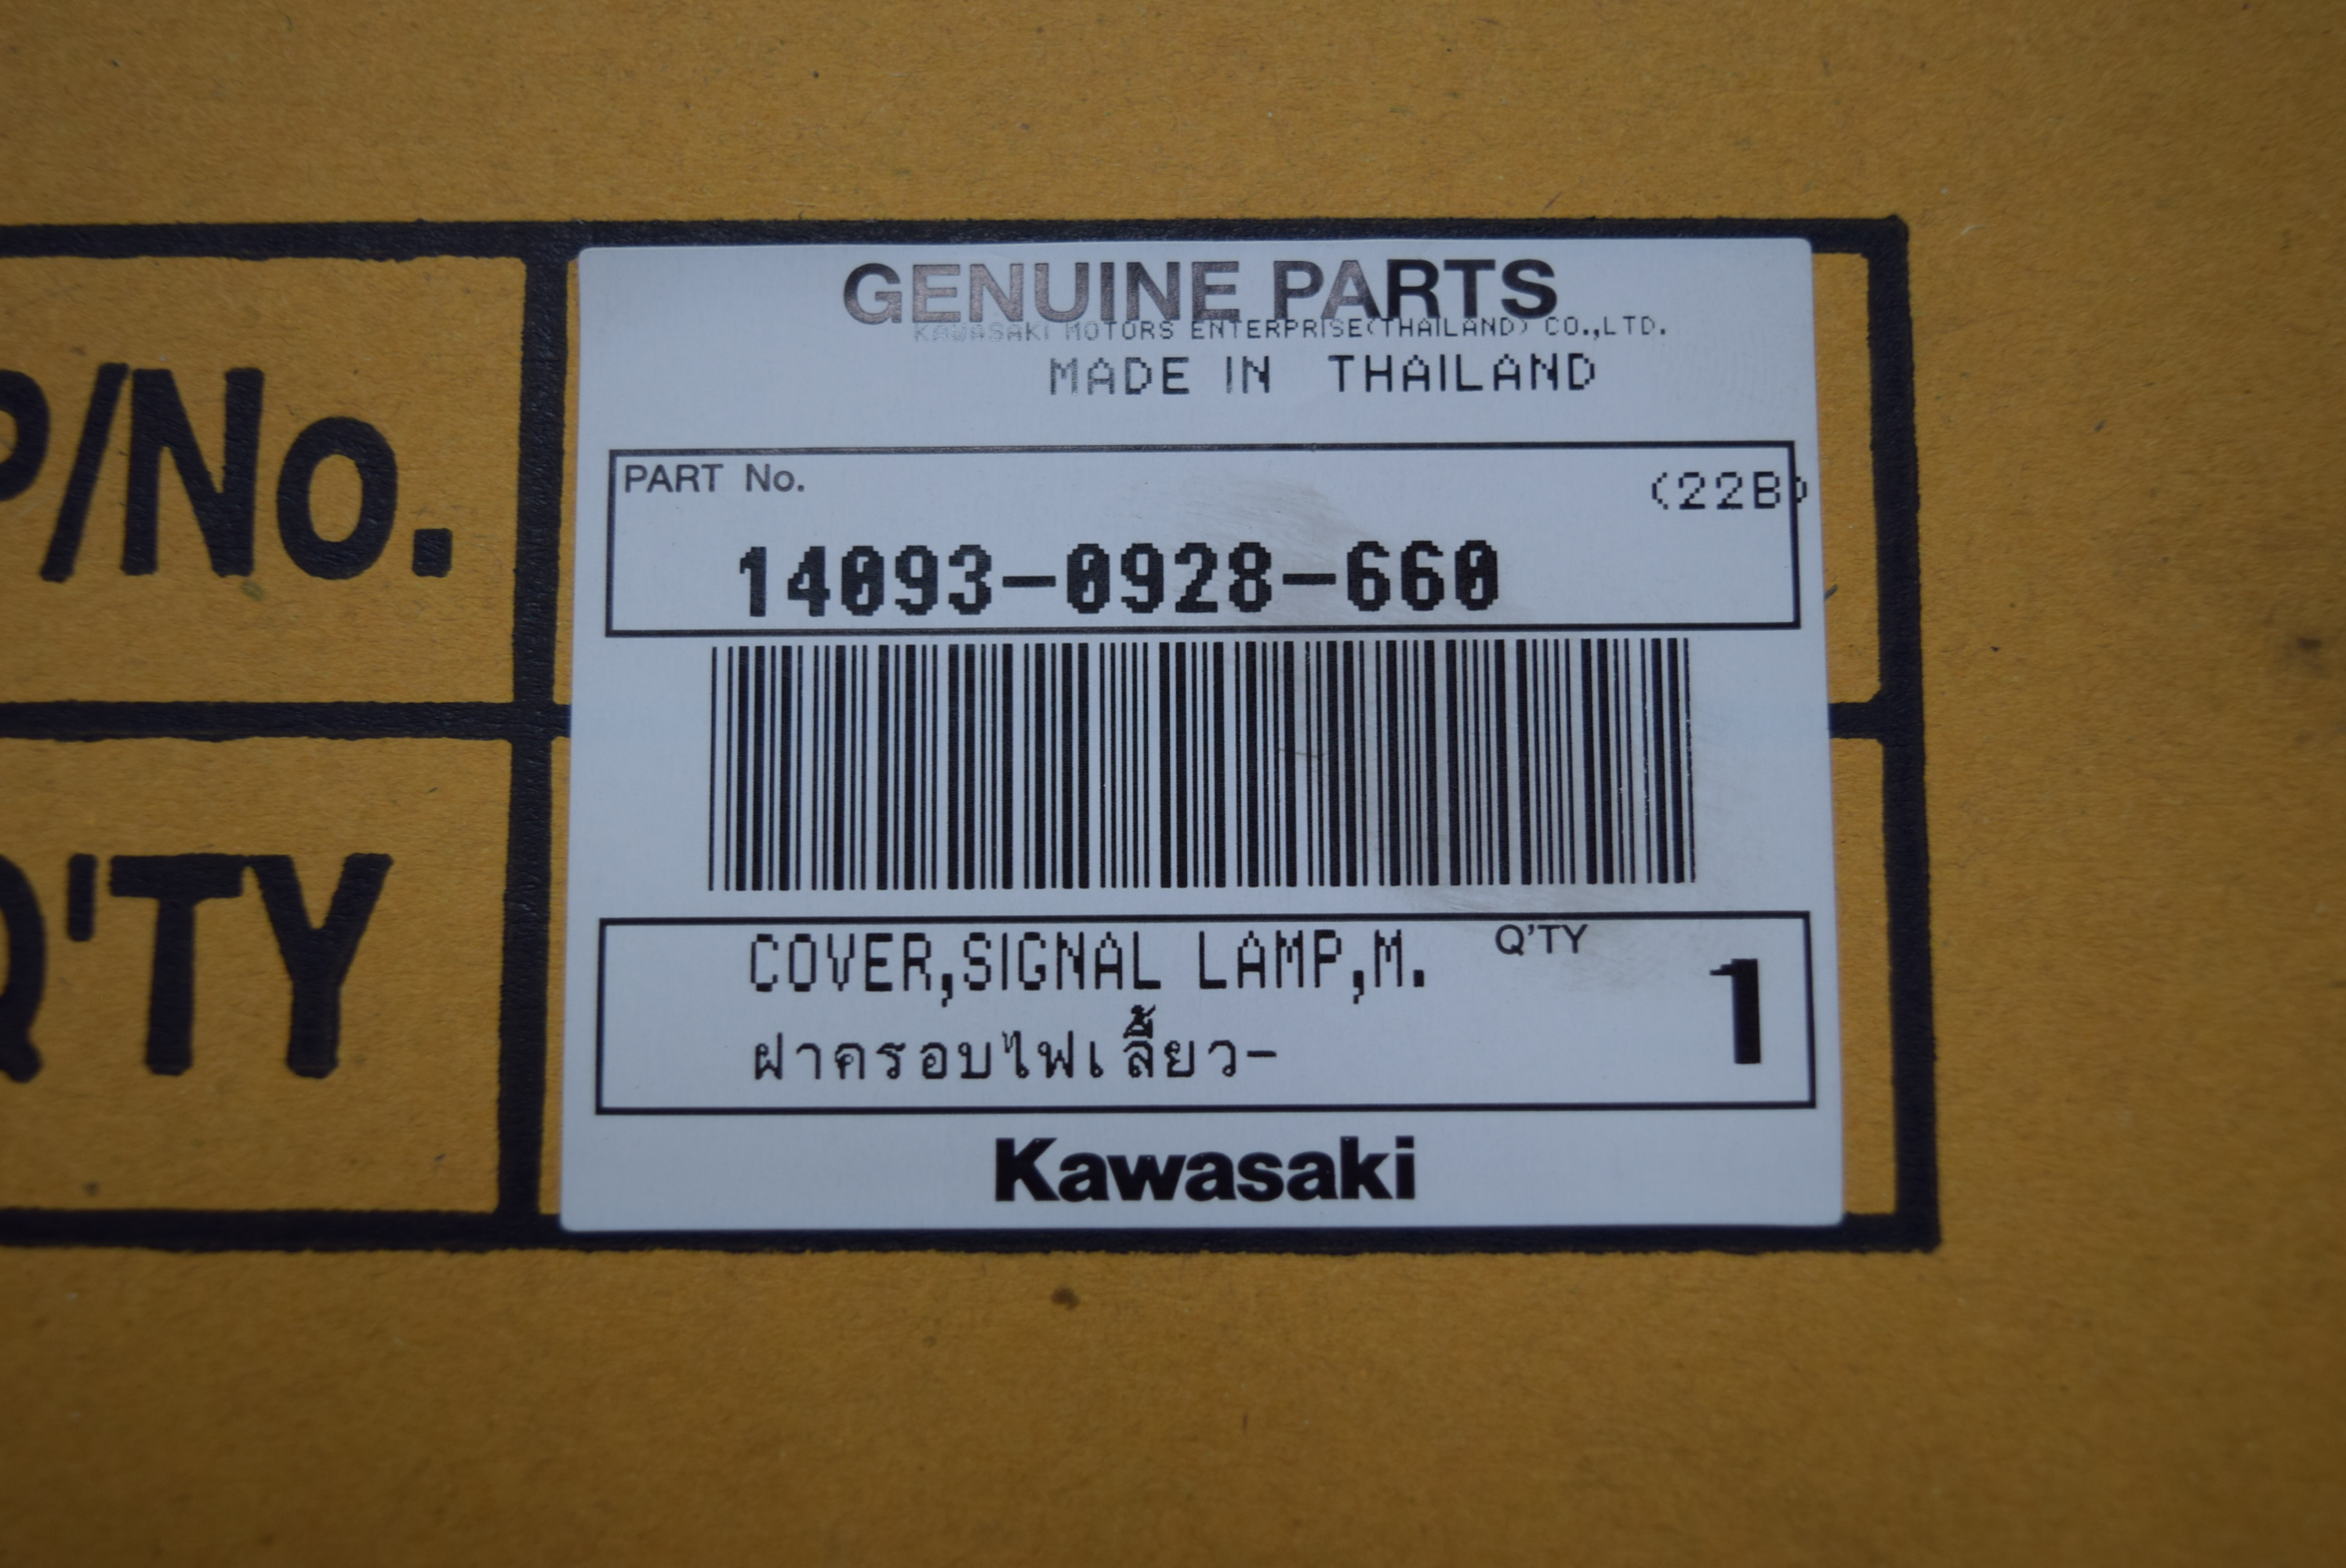 GENUINE PARTS
KAWASAKI MOTORS ENTERPRISE(THAILAND) CO.,LTD.
MADE IN THAILAND
P/No.
PART No.
(22B)
14093-0928-660
Q'TY
COVER,SIGNAL LAMP,M.
Q'TY
1
ฝาครอบไฟเลี้ยว-
Kawasaki